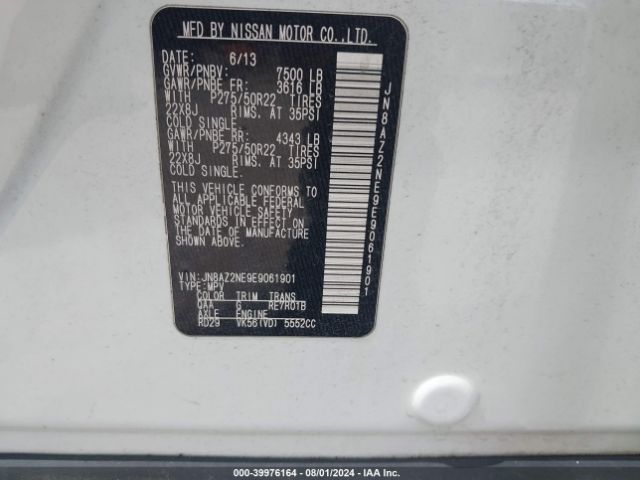 MFD BY NISSAN MOTOR CO.,LTD.
DATE: 6/13
GVWR/PNBV: 7500 LB
GAWR/PNBE FR: 3616 LB
WITH P275/50R22 TIRES
22X8J RIMS. AT 35PSI
COLD SINGLE.
GAWR/PNBE RR: 4343 LB
WITH P275/50R22 TIRES
22X8J RIMS. AT 35PSI
COLD SINGLE.
THIS VEHICLE CONFORMS TO
ALL APPLICABLE FEDERAL
MOTOR VEHICLE SAFETY
STANDARDS IN EFFECT ON
THE DATE OF MANUFACTURE
SHOWN ABOVE.
VIN:JN8AZ2NE9E9061901
TYPE:MPV
COLOR TRIM TRANS
QAA G RE7R01B
AXLE ENGINE
RD29 VK56(VD) 5552CC
JN8AZ2NE9E9061901
000-39976164 - 08/01/2024 - IAA Inc.